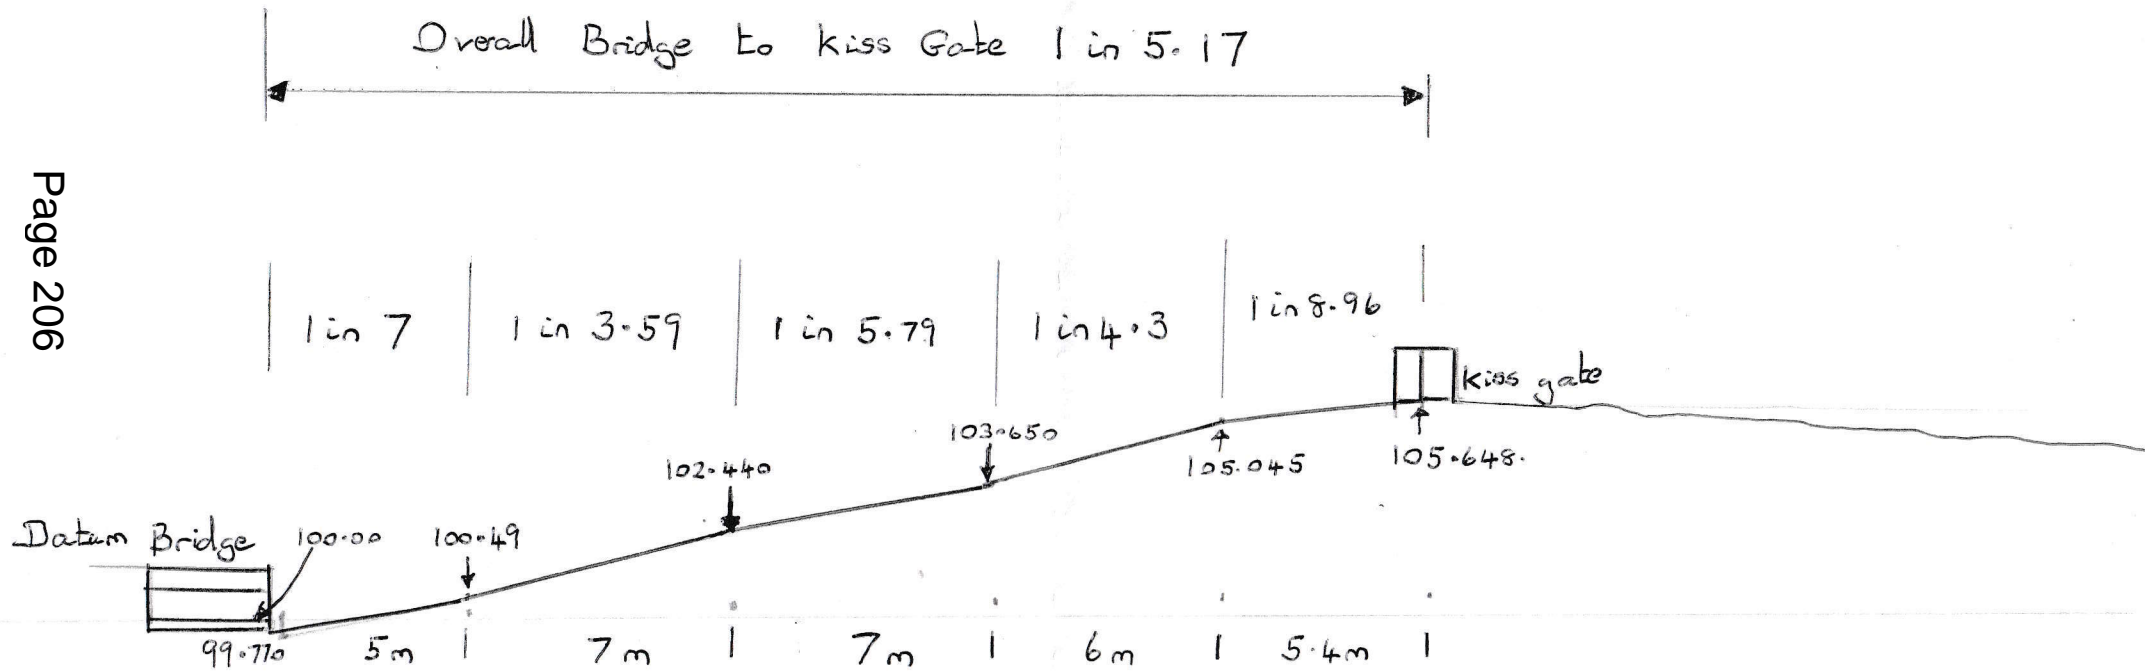 Overall Bridge to Kiss Gate 1 in 5.17
Page 206
1 in 7
1 in 3.59
1 in 5.79
1 in 4.3
1 in 8.96
Kiss gate
103.650
102.440
105.045
105.648.
Datum Bridge
100.00
100.49
99.770
5m
7m
7m
6m
5.4m